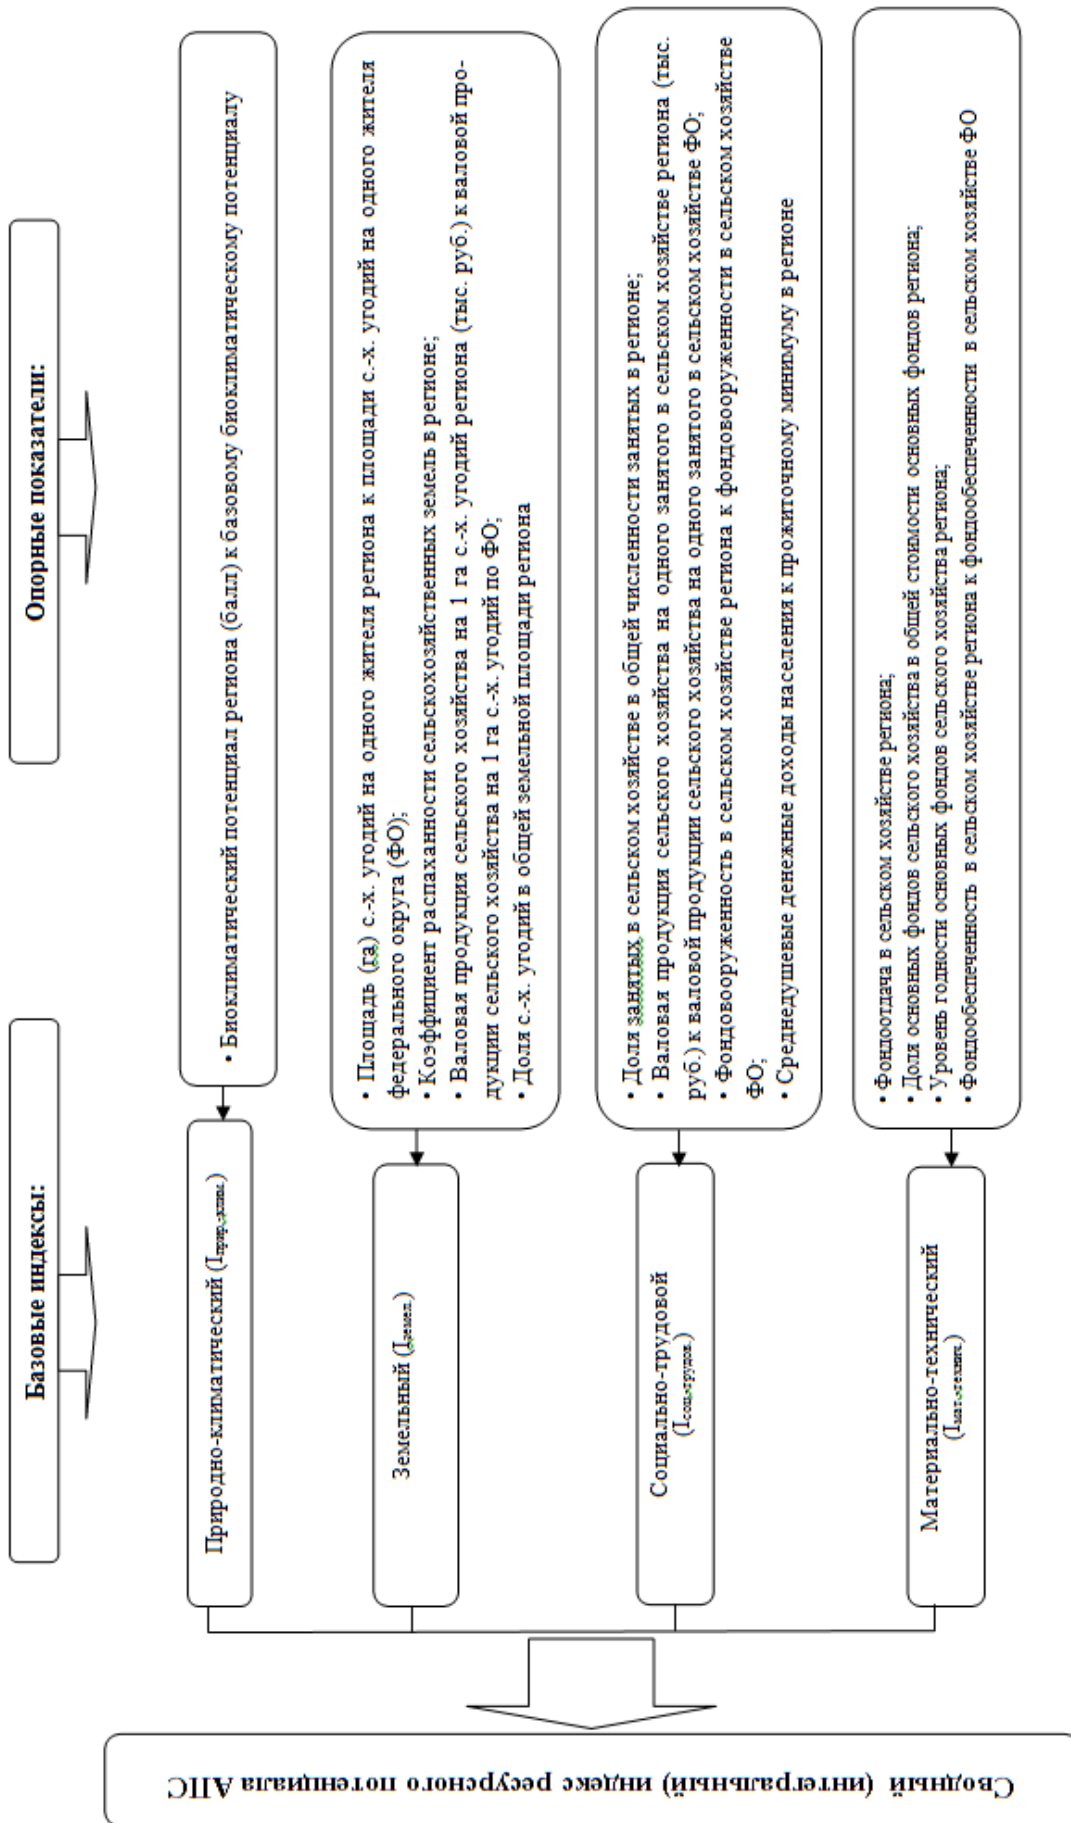 Сводный (интегральный) индекс ресурсного потенциала АПС
Базовые индексы:
Природно-климатический (Iприр-клим.)
Земельный (Iземел.)
Социально-трудовой
(Iсоц.-трудов.)
Материально-технический
(Iмат.-технич.)
Опорные показатели:
• Биоклиматический потенциал региона (балл) к базовому биоклиматическому потенциалу
• Площадь (га) с.-х. угодий на одного жителя региона к площади с.-х. угодий на одного жителя
федерального округа (ФО);
• Коэффициент распаханности сельскохозяйственных земель в регионе;
• Валовая продукция сельского хозяйства на 1 га с.-х. угодий региона (тыс. руб.) к валовой про-
дукции сельского хозяйства на 1 га с.-х. угодий по ФО;
• Доля с.-х. угодий в общей земельной площади региона
• Доля занятых в сельском хозяйстве в общей численности занятых в регионе;
• Валовая продукция сельского хозяйства на одного занятого в сельском хозяйстве региона (тыс.
руб.) к валовой продукции сельского хозяйства на одного занятого в сельском хозяйстве ФО;
• Фондовооруженность в сельском хозяйстве региона к фондовооруженности в сельском хозяйстве
ФО;
• Среднедушевые денежные доходы населения к прожиточному минимуму в регионе
• Фондоотдача в сельском хозяйстве региона;
• Доля основных фондов сельского хозяйства в общей стоимости основных фондов региона;
• Уровень годности основных фондов сельского хозяйства региона;
• Фондообеспеченность в сельском хозяйстве региона к фондообеспеченности в сельском хозяйстве ФО